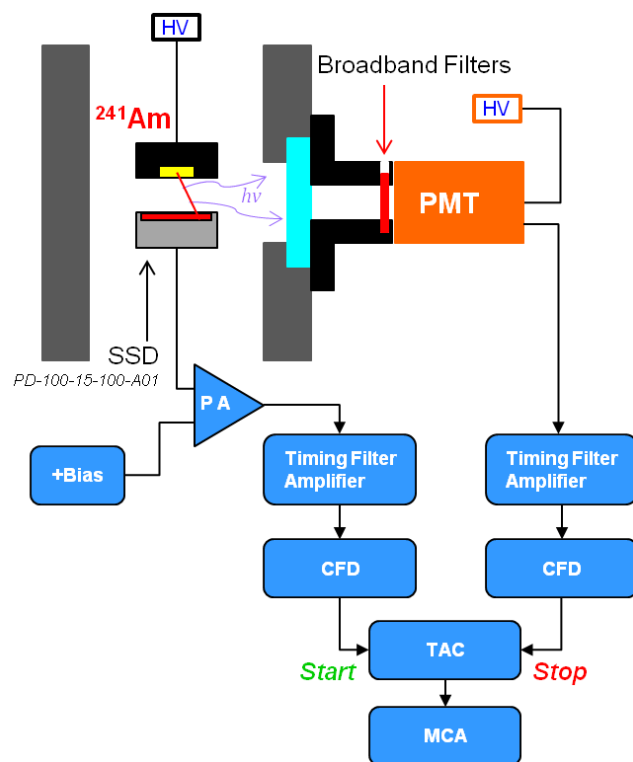 HV
Broadband Filters
HV
²⁴¹Am
hν
PMT
SSD
PD-100-15-100-A01
P A
+Bias
Timing Filter
Amplifier
Timing Filter
Amplifier
CFD
CFD
Start
TAC
Stop
MCA